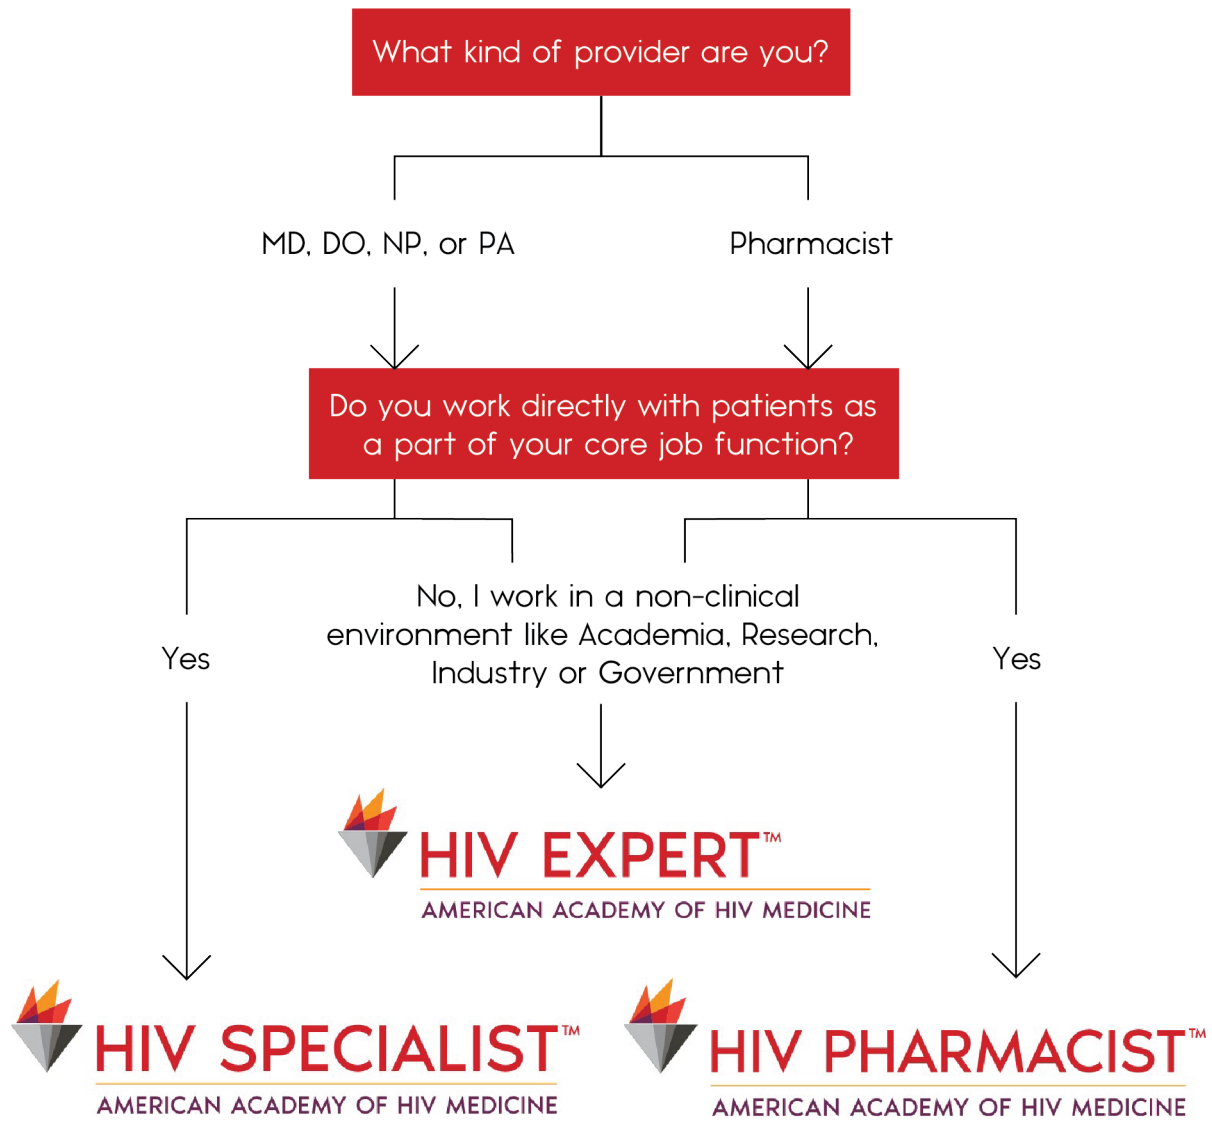 What kind of provider are you?
MD, DO, NP, or PA
Pharmacist
Do you work directly with patients as
a part of your core job function?
No, I work in a non-clinical
environment like Academia, Research,
Industry or Government
Yes
Yes
HIV EXPERT™
AMERICAN ACADEMY OF HIV MEDICINE
HIV SPECIALIST™
AMERICAN ACADEMY OF HIV MEDICINE
HIV PHARMACIST™
AMERICAN ACADEMY OF HIV MEDICINE